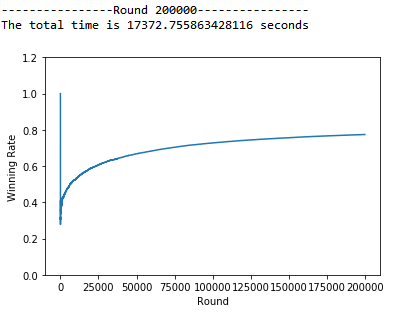 ----------------Round 200000----------------
The total time is 17372.755863428116 seconds
1.2
1.0
0.8
0.6
0.4
0.2
0.0
Winning Rate
0 25000 50000 75000 100000 125000 150000 175000 200000
Round